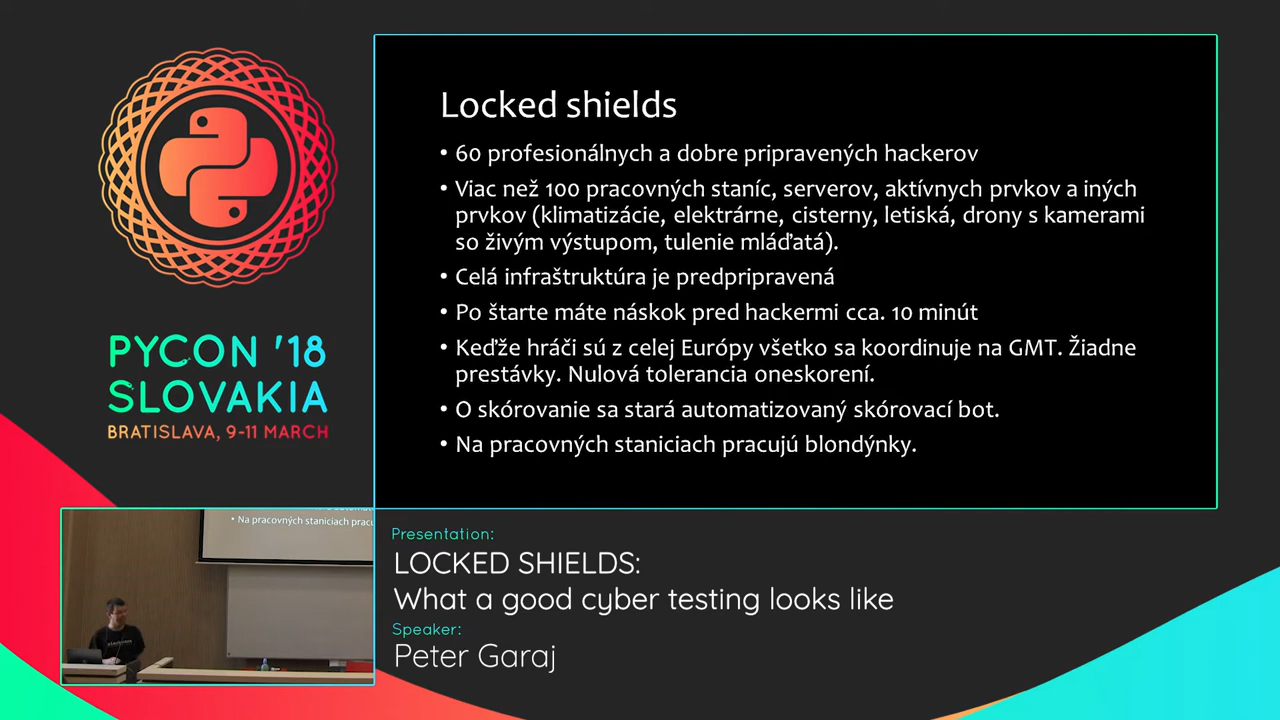 Locked shields
• 60 profesionálnych a dobre pripravených hackerov
• Viac než 100 pracovných staníc, serverov, aktívnych prvkov a iných
prvkov (klimatizácie, elektrárne, cisterny, letiská, drony s kamerami
so živým výstupom, tulenie mláďatá).
• Celá infraštruktúra je predpripravená
• Po štarte máte náskok pred hackermi cca. 10 minút
• Keďže hráči sú z celej Európy všetko sa koordinuje na GMT. Žiadne
prestávky. Nulová tolerancia oneskorení.
• O skórovanie sa stará automatizovaný skórovací bot.
• Na pracovných staniciach pracujú blondýnky.
PYCON '18
SLOVAKIA
BRATISLAVA, 9-11 MARCH
• Na pracovných staniciach pracu
Presentation:
LOCKED SHIELDS:
What a good cyber testing looks like
Speaker:
Peter Garaj